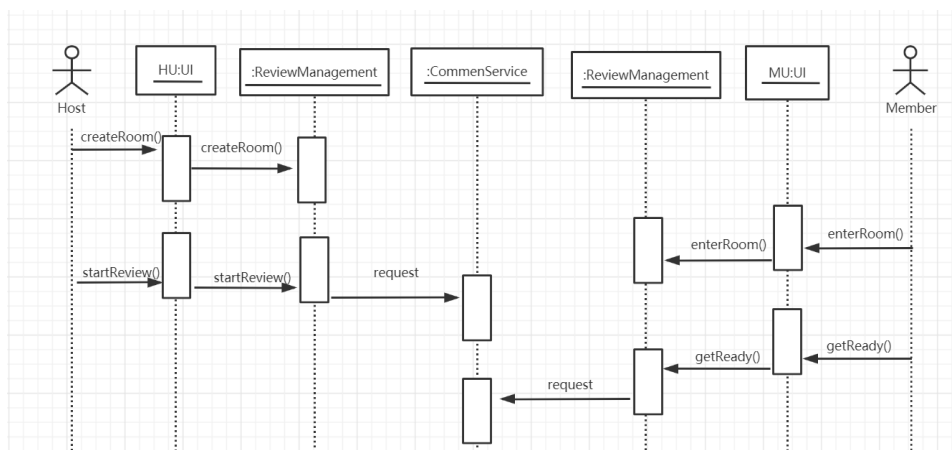 HU:UI
:ReviewManagement
:CommenService
:ReviewManagement
MU:UI
Host
Member
createRoom()
createRoom()
enterRoom()
enterRoom()
startReview()
startReview()
request
getReady()
getReady()
request